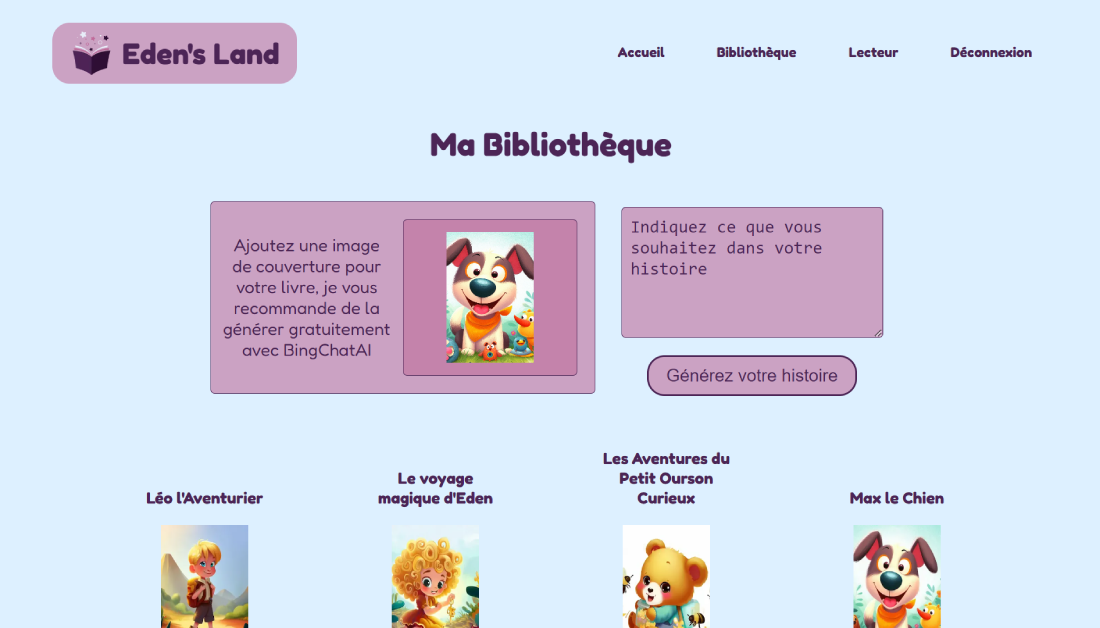 Eden's Land
Accueil
Bibliothèque
Lecteur
Déconnexion
Ma Bibliothèque
Ajoutez une image
de couverture pour
votre livre, je vous
recommande de la
générer gratuitement
avec BingChatAI
Indiquez ce que vous
souhaitez dans votre
histoire
Générez votre histoire
Léo l'Aventurier
Le voyage
magique d'Eden
Les Aventures du
Petit Ourson
Curieux
Max le Chien